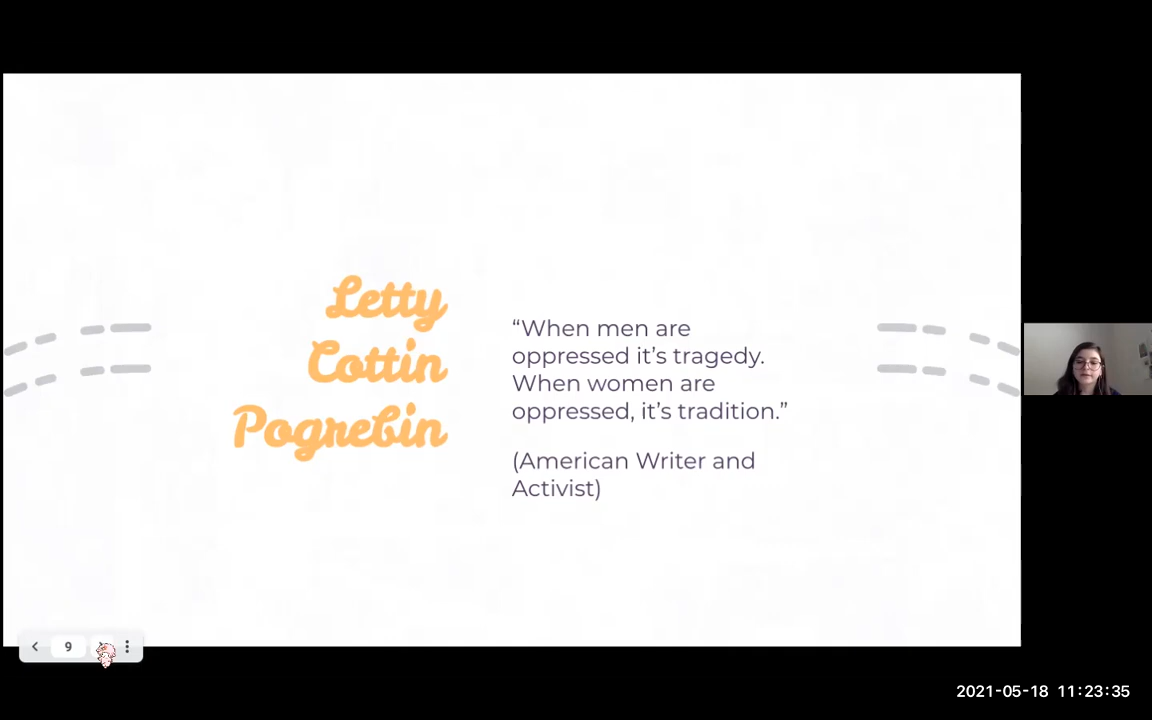 Letty
Cottin
Pogrebin
“When men are
oppressed it’s tragedy.
When women are
oppressed, it’s tradition.”
(American Writer and
Activist)
9
2021-05-18 11:23:35